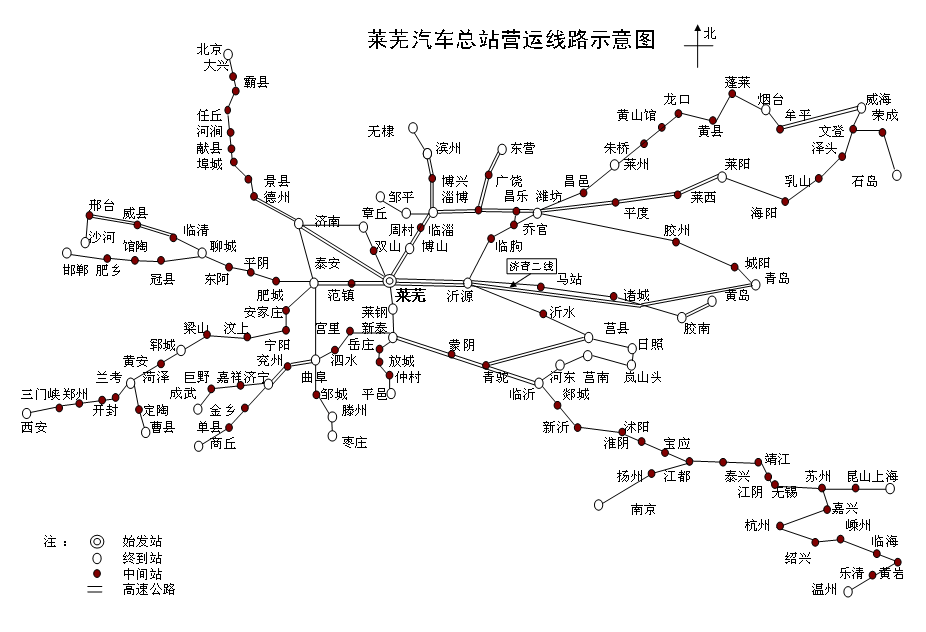 莱芜汽车总站营运线路示意图
北
北京
大兴
霸县
任丘
河涧
献县
埠城
景县
德州
济南
章丘
双山
无棣
滨州
博兴
淄博
邹平
周村
临淄
博山
东营
广饶
昌乐
潍坊
乔官
临朐
昌邑
朱桥
莱州
黄山馆
龙口
黄县
蓬莱
烟台
牟平
威海
荣成
文登
泽头
石岛
乳山
海阳
莱阳
莱西
平度
胶州
城阳
青岛
黄岛
胶南
诸城
马站
济青二线
沂源
莱芜
范镇
泰安
邢台
威县
临清
沙河
馆陶
聊城
邯郸
肥乡
冠县
东阿
平阴
肥城
安家庄
宁阳
汶上
梁山
郓城
黄安
菏泽
兰考
开封
三门峡
郑州
西安
定陶
曹县
兖州
宫里
泗水
曲阜
邹城
滕州
枣庄
济宁
嘉祥
巨野
成武
金乡
单县
商丘
莱钢
新泰
岳庄
放城
仲村
平邑
蒙阴
青驼
临沂
沂水
莒县
日照
岚山头
莒南
河东
郯城
新沂
沭阳
淮阴
宝应
江都
扬州
南京
泰兴
靖江
江阴
无锡
苏州
昆山
上海
嘉兴
杭州
绍兴
嵊州
临海
黄岩
乐清
温州
注：
始发站
终到站
中间站
高速公路